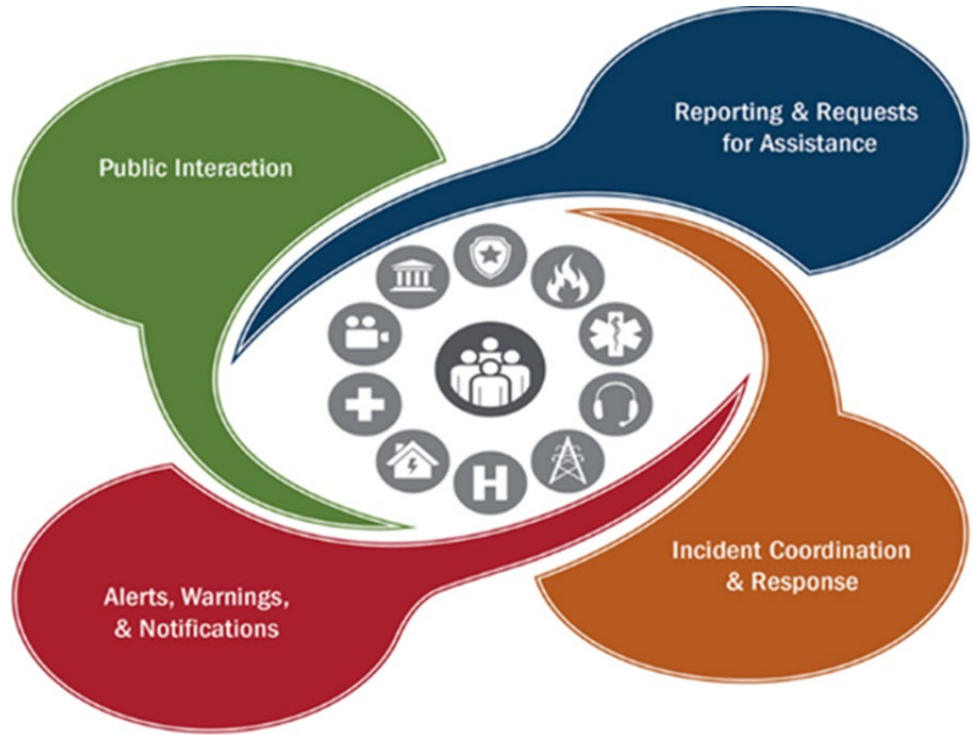 Public Interaction
Reporting & Requests
for Assistance
Alerts, Warnings,
& Notifications
Incident Coordination
& Response
H